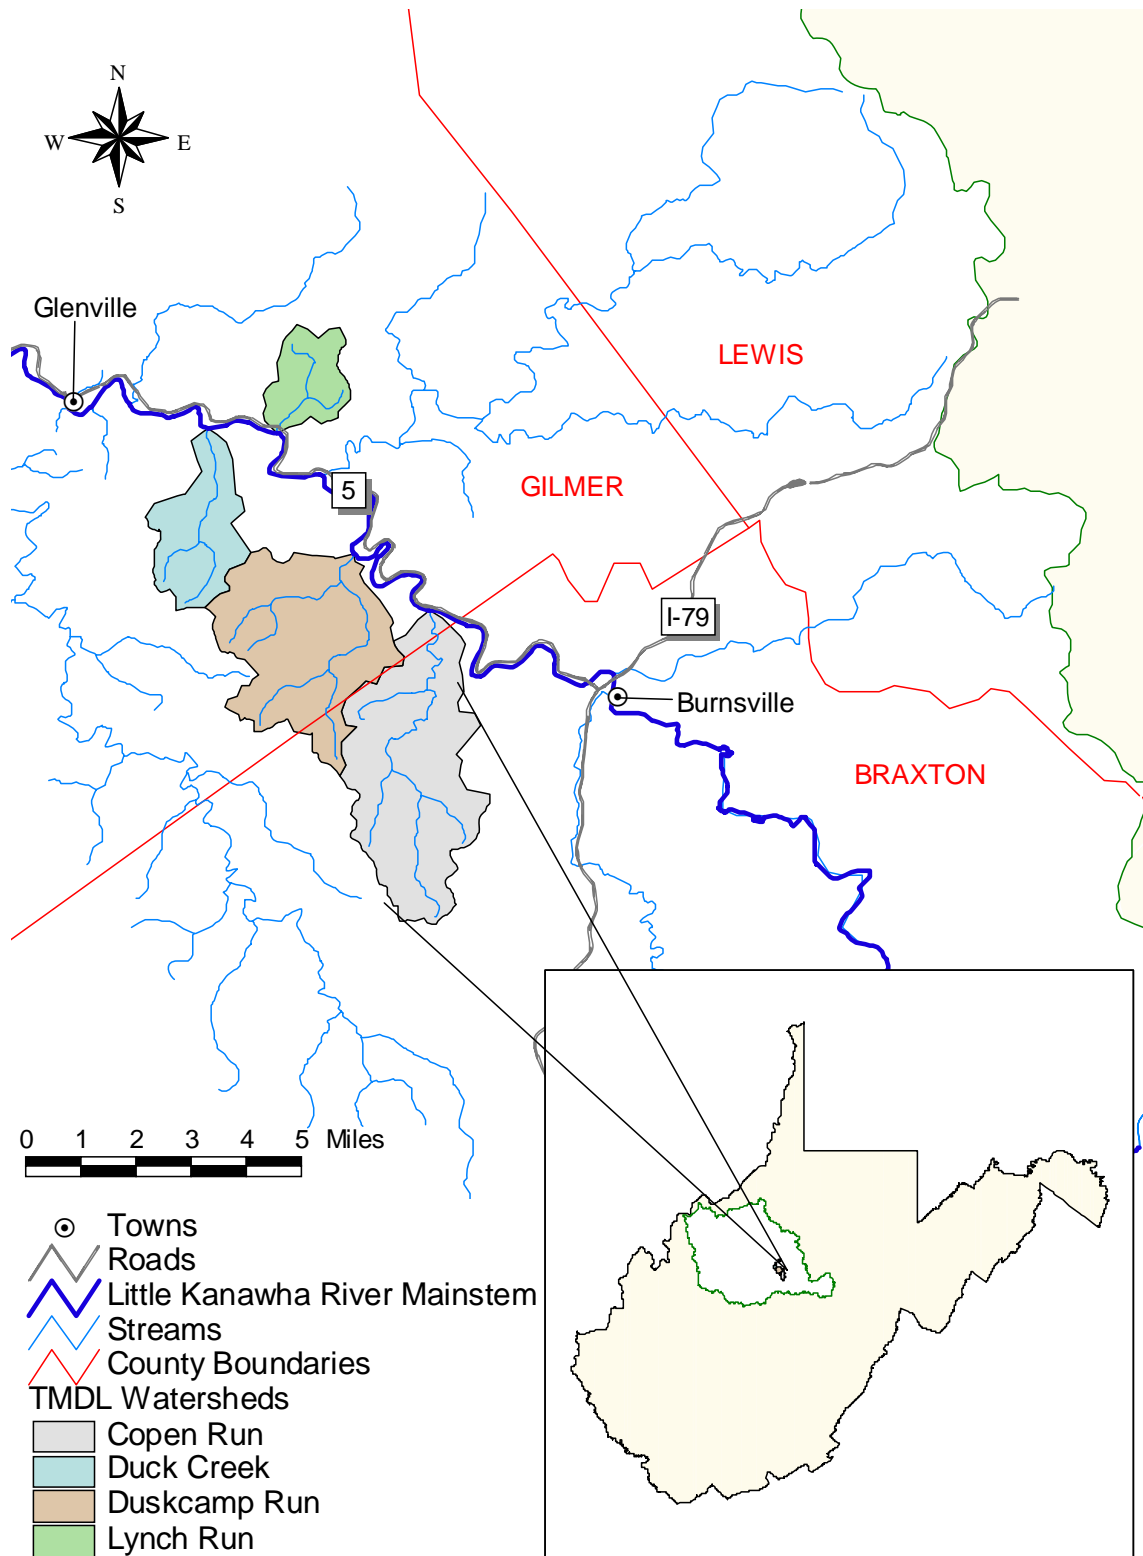 N
W E
S
Glenville
LEWIS
GILMER
5
I-79
Burnsville
BRAXTON
0 1 2 3 4 5 Miles
Towns
Roads
Little Kanawha River Mainstem
Streams
County Boundaries
TMDL Watersheds
Copen Run
Duck Creek
Duskcamp Run
Lynch Run